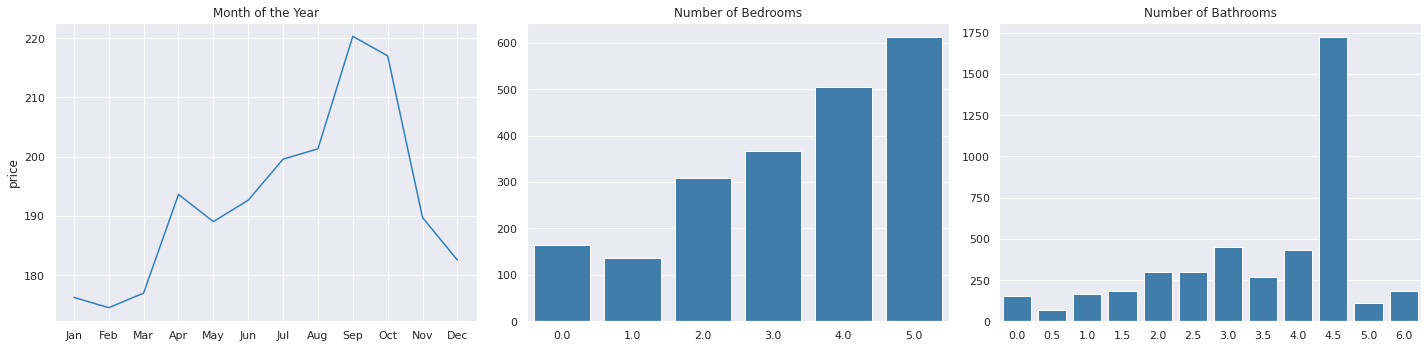 Month of the Year
price
220
210
200
190
180
Jan Feb Mar Apr May Jun Jul Aug Sep Oct Nov Dec
Number of Bedrooms
600
500
400
300
200
100
0
0.0 1.0 2.0 3.0 4.0 5.0
Number of Bathrooms
1750
1500
1250
1000
750
500
250
0
0.0 0.5 1.0 1.5 2.0 2.5 3.0 3.5 4.0 4.5 5.0 6.0